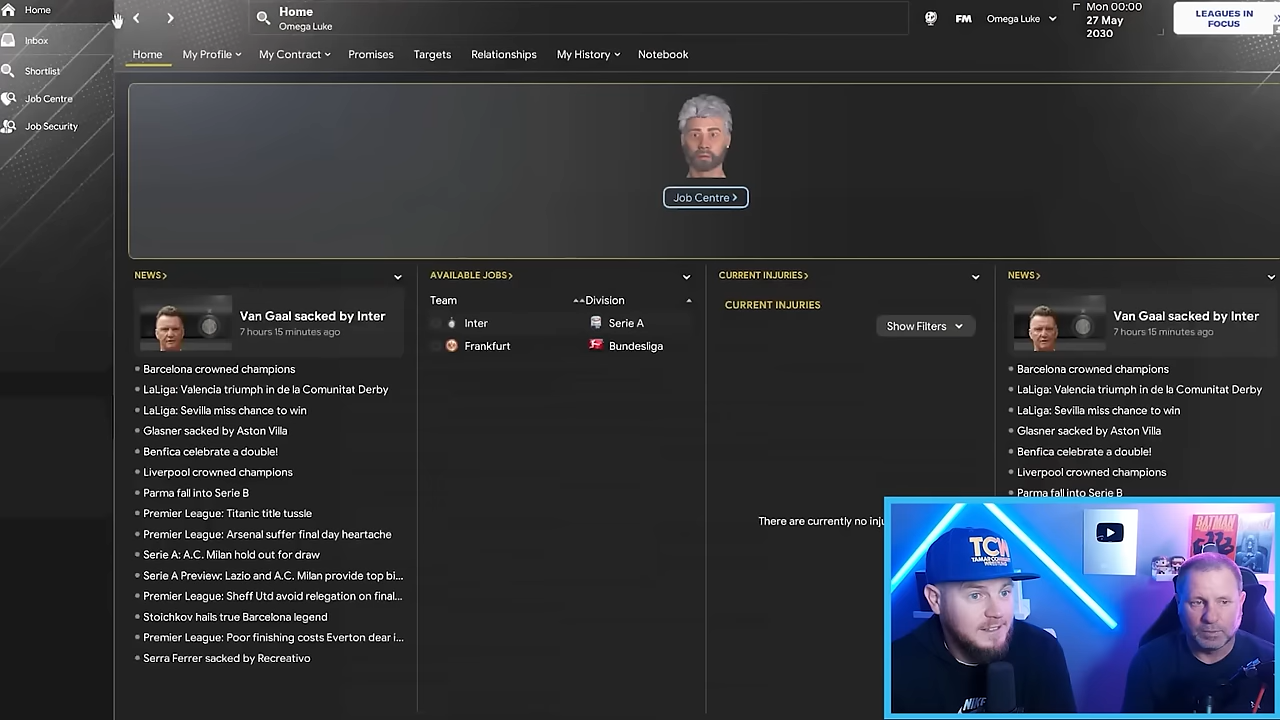 Home
Inbox
Shortlist
Job Centre
Job Security
Home
Omega Luke
FM
Omega Luke
Mon 00:00
27 May
2030
LEAGUES IN
FOCUS
Home
My Profile
My Contract
Promises
Targets
Relationships
My History
Notebook
Job Centre
NEWS
Van Gaal sacked by Inter
7 hours 15 minutes ago
Barcelona crowned champions
LaLiga: Valencia triumph in de la Comunitat Derby
LaLiga: Sevilla miss chance to win
Glasner sacked by Aston Villa
Benfica celebrate a double!
Liverpool crowned champions
Parma fall into Serie B
Premier League: Titanic title tussle
Premier League: Arsenal suffer final day heartache
Serie A: A.C. Milan hold out for draw
Serie A Preview: Lazio and A.C. Milan provide top bi...
Premier League: Sheff Utd avoid relegation on final...
Stoichkov hails true Barcelona legend
Premier League: Poor finishing costs Everton dear i...
Serra Ferrer sacked by Recreativo
AVAILABLE JOBS
Team Division
Inter Serie A
Frankfurt Bundesliga
CURRENT INJURIES
CURRENT INJURIES
Show Filters
There are currently no inju
NEWS
Van Gaal sacked by Inter
7 hours 15 minutes ago
Barcelona crowned champions
LaLiga: Valencia triumph in de la Comunitat Derby
LaLiga: Sevilla miss chance to win
Glasner sacked by Aston Villa
Benfica celebrate a double!
Liverpool crowned champions
Parma fall into Serie B
TCW
BATMAN
NIKE